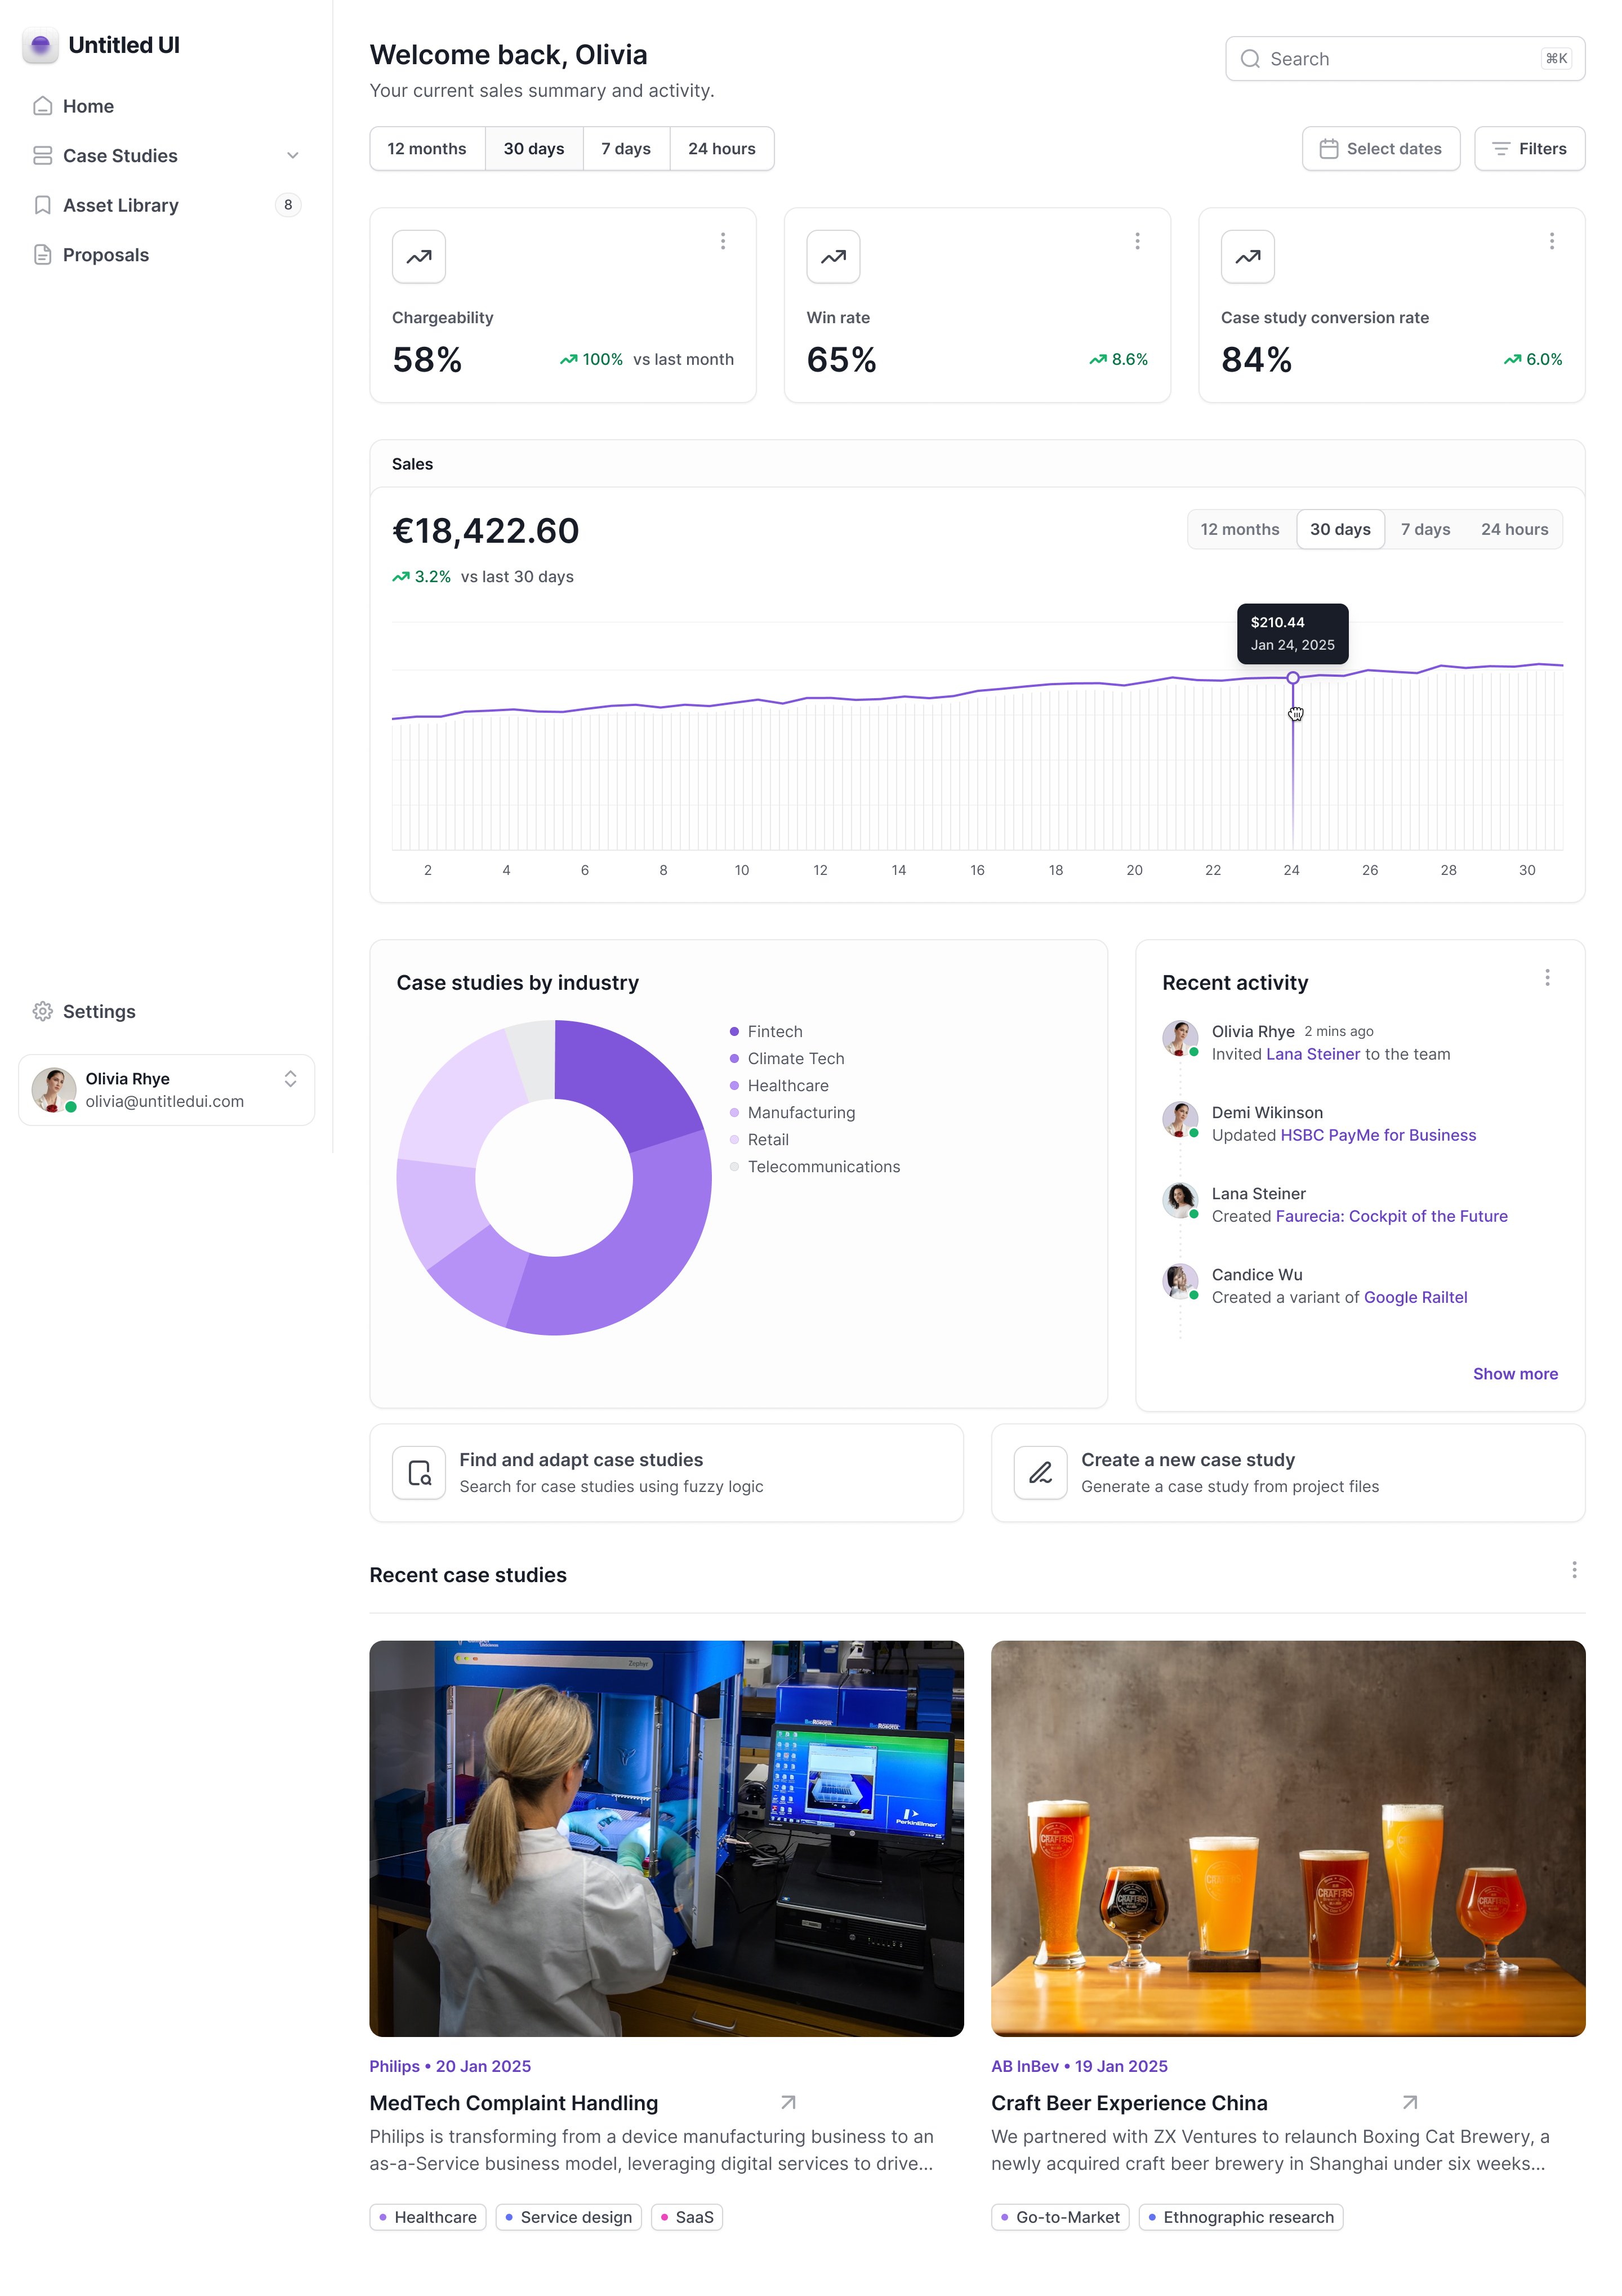 Untitled UI
Home
Case Studies
Asset Library
8
Proposals
Settings
Olivia Rhye
olivia@untitledui.com
Welcome back, Olivia
Your current sales summary and activity.
Search
⌘K
12 months
30 days
7 days
24 hours
Select dates
Filters
Chargeability
58%
100% vs last month
Win rate
65%
8.6%
Case study conversion rate
84%
6.0%
Sales
€18,422.60
3.2% vs last 30 days
12 months
30 days
7 days
24 hours
$210.44
Jan 24, 2025
2 4 6 8 10 12 14 16 18 20 22 24 26 28 30
Case studies by industry
Fintech
Climate Tech
Healthcare
Manufacturing
Retail
Telecommunications
Recent activity
Olivia Rhye 2 mins ago
Invited Lana Steiner to the team
Demi Wikinson
Updated HSBC PayMe for Business
Lana Steiner
Created Faurecia: Cockpit of the Future
Candice Wu
Created a variant of Google Railtel
Show more
Find and adapt case studies
Search for case studies using fuzzy logic
Create a new case study
Generate a case study from project files
Recent case studies
Zephyr
PerkinElmer
CRAFTERS
CRAFTERS
CRAFTERS
CRAFTERS
Philips • 20 Jan 2025
MedTech Complaint Handling
Philips is transforming from a device manufacturing business to an
as-a-Service business model, leveraging digital services to drive...
Healthcare
Service design
SaaS
AB InBev • 19 Jan 2025
Craft Beer Experience China
We partnered with ZX Ventures to relaunch Boxing Cat Brewery, a
newly acquired craft beer brewery in Shanghai under six weeks...
Go-to-Market
Ethnographic research